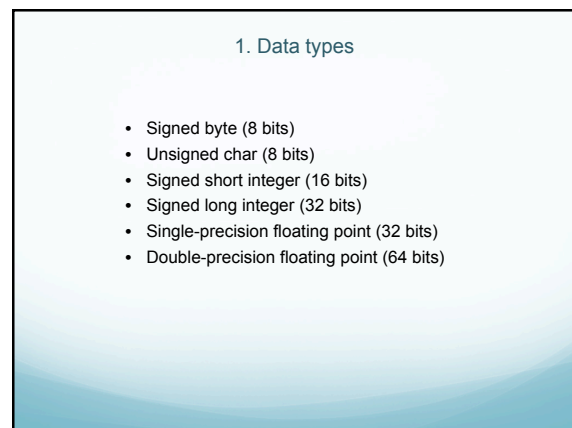 1. Data types
• Signed byte (8 bits)
• Unsigned char (8 bits)
• Signed short integer (16 bits)
• Signed long integer (32 bits)
• Single-precision floating point (32 bits)
• Double-precision floating point (64 bits)